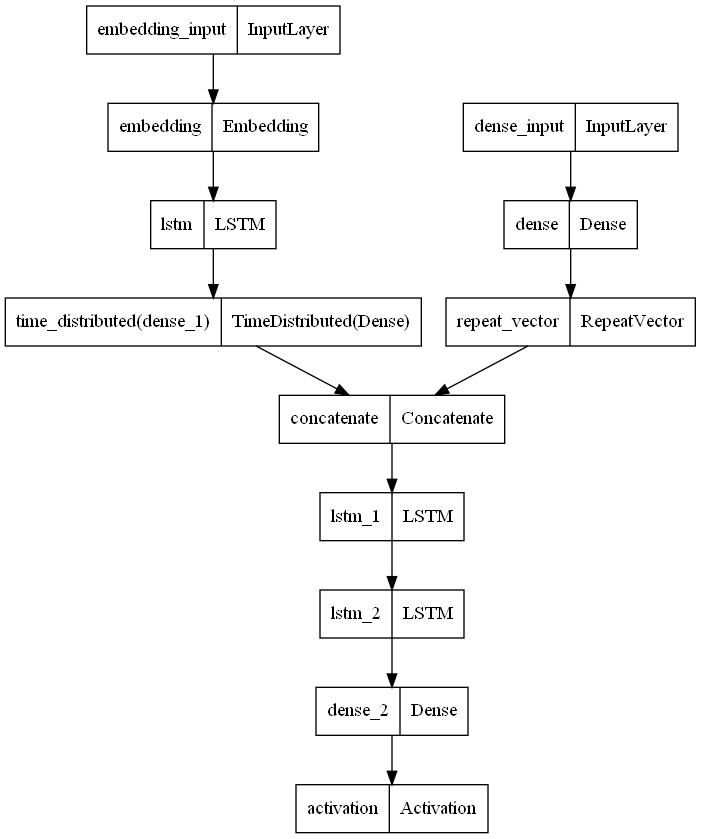 embedding_input InputLayer
embedding Embedding
dense_input InputLayer
lstm LSTM
dense Dense
time_distributed(dense_1) TimeDistributed(Dense)
repeat_vector RepeatVector
concatenate Concatenate
lstm_1 LSTM
lstm_2 LSTM
dense_2 Dense
activation Activation